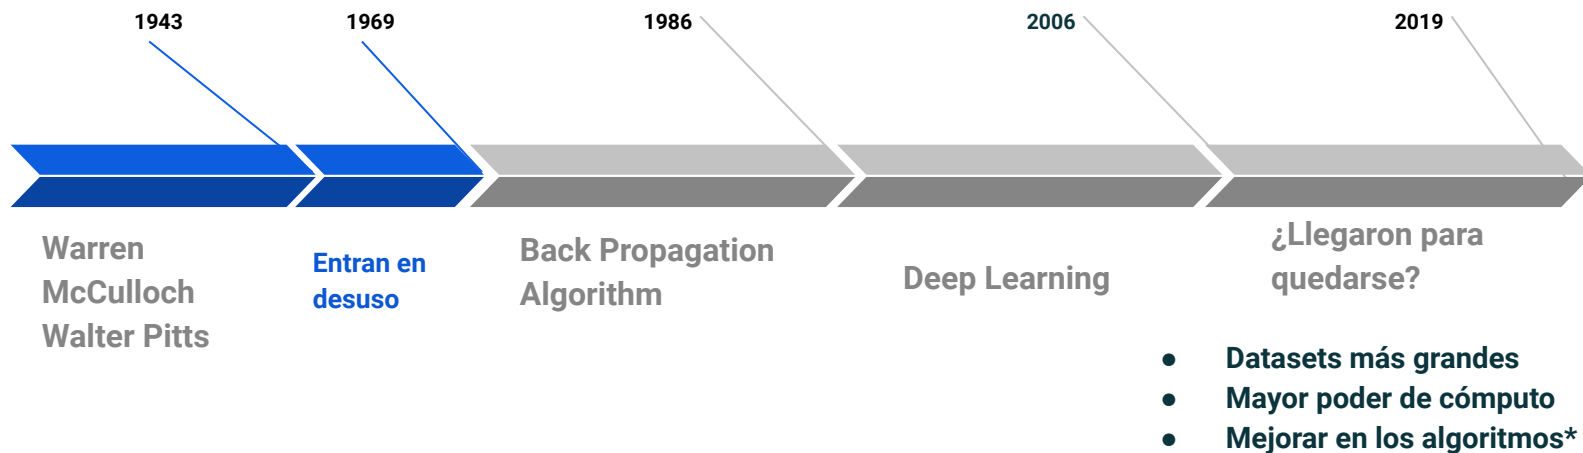 1943
1969
1986
2006
2019
Warren
McCulloch
Walter Pitts
Entran en
desuso
Back Propagation
Algorithm
Deep Learning
¿Llegaron para
quedarse?
● Datasets más grandes
● Mayor poder de cómputo
● Mejorar en los algoritmos*